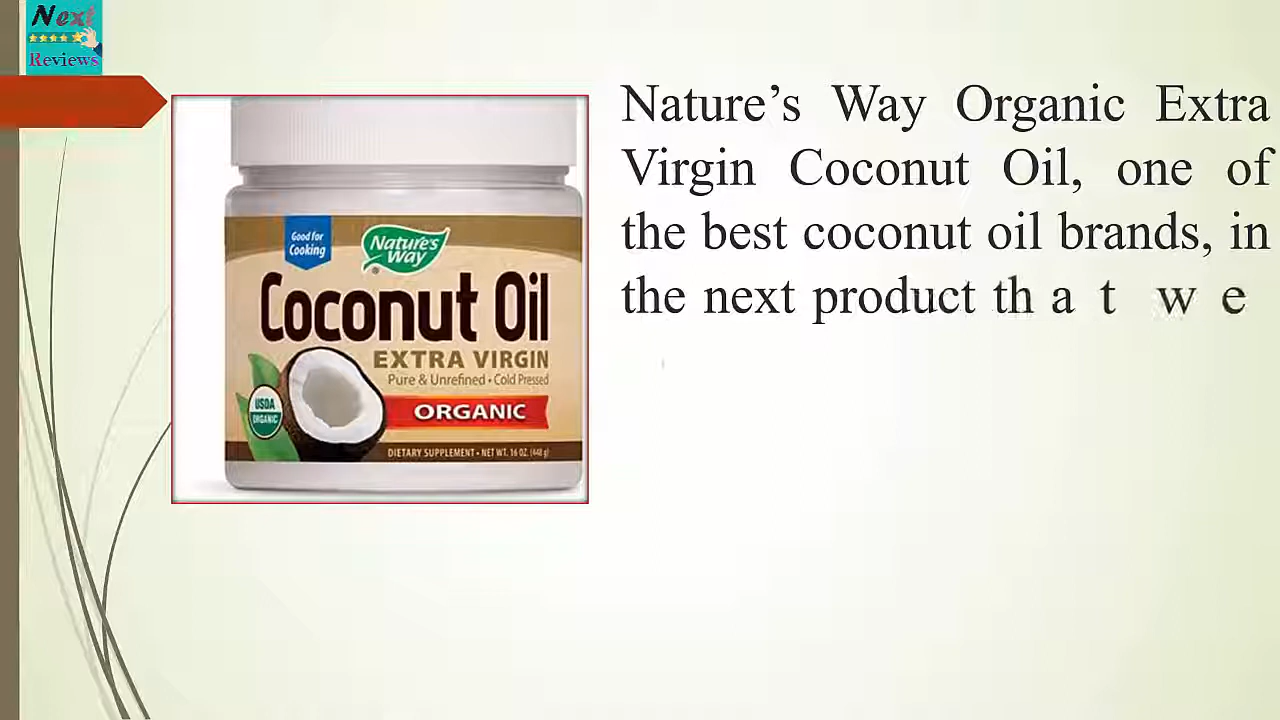 Next
Reviews
Nature's Way Organic Extra
Virgin Coconut Oil, one of
the best coconut oil brands, in
the next product that we
Good for
Cooking
Nature's
Way
®
Coconut Oil
EXTRA VIRGIN
Pure & Unrefined • Cold Pressed
USDA
ORGANIC
ORGANIC
DIETARY SUPPLEMENT • NET WT. 16 OZ. (448 g)